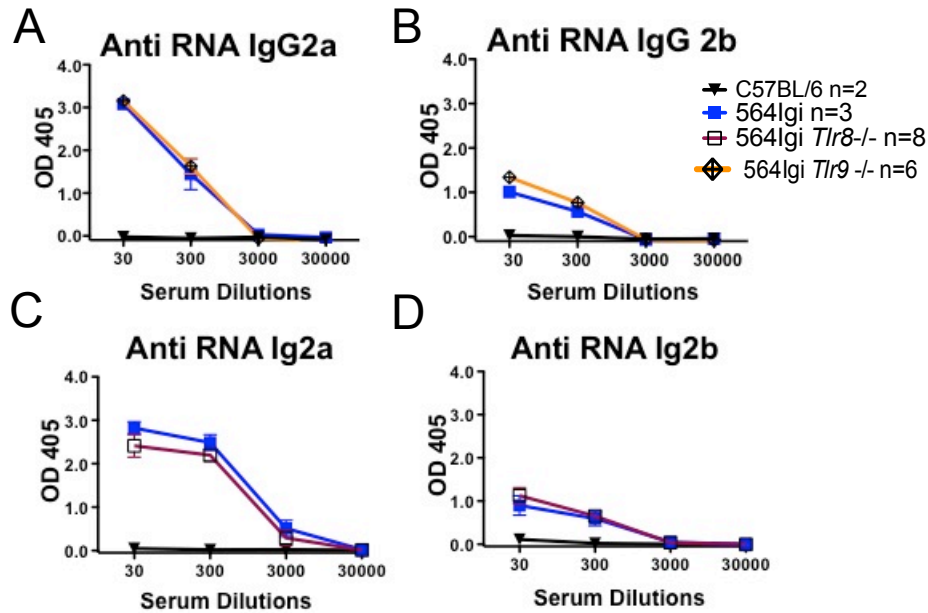 A
Anti RNA IgG2a
4.0
3.0
2.0
1.0
0.0
OD 405
30 300 3000 30000
Serum Dilutions
B
Anti RNA IgG 2b
4.0
3.0
2.0
1.0
0.0
OD 405
30 300 3000 30000
Serum Dilutions
C57BL/6 n=2
564Igi n=3
564Igi Tlr8-/- n=8
564Igi Tlr9 -/- n=6
C
Anti RNA Ig2a
4.0
3.0
2.0
1.0
0.0
OD 405
30 300 3000 30000
Serum Dilutions
D
Anti RNA Ig2b
4.0
3.0
2.0
1.0
0.0
OD 405
30 300 3000 30000
Serum Dilutions